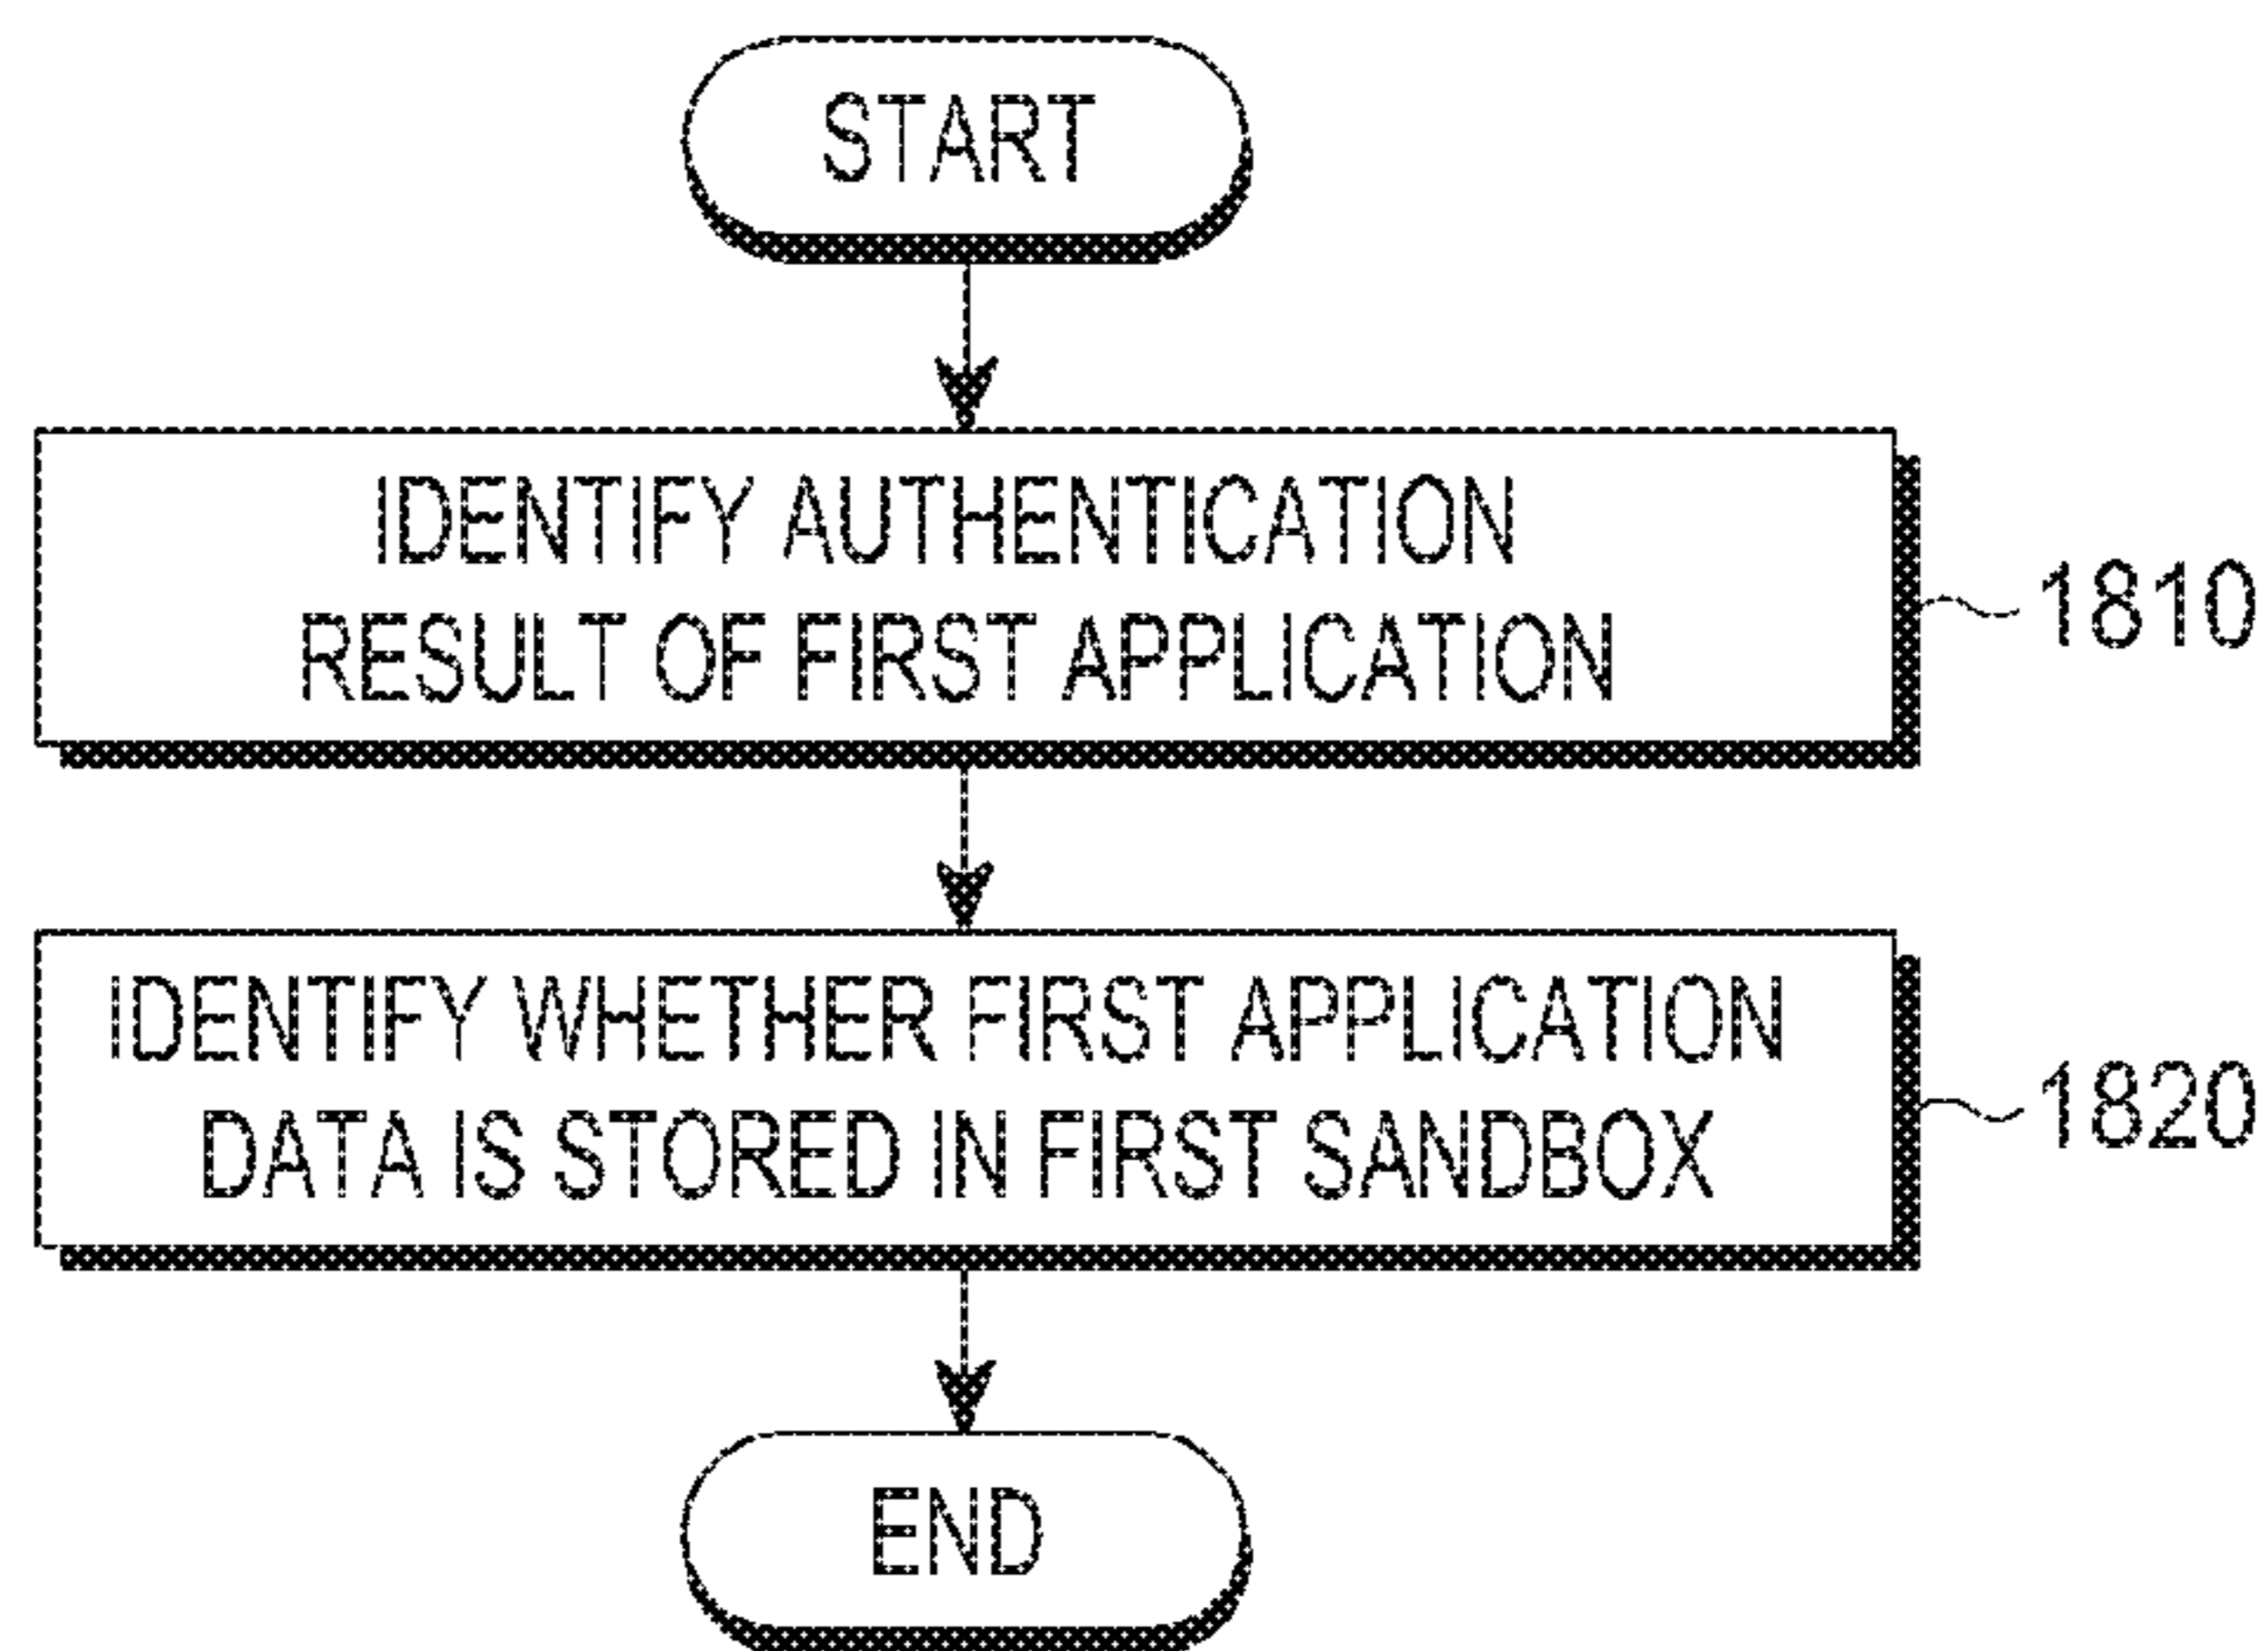 START
IDENTIFY AUTHENTICATION
RESULT OF FIRST APPLICATION
1810
IDENTIFY WHETHER FIRST APPLICATION
DATA IS STORED IN FIRST SANDBOX
1820
END